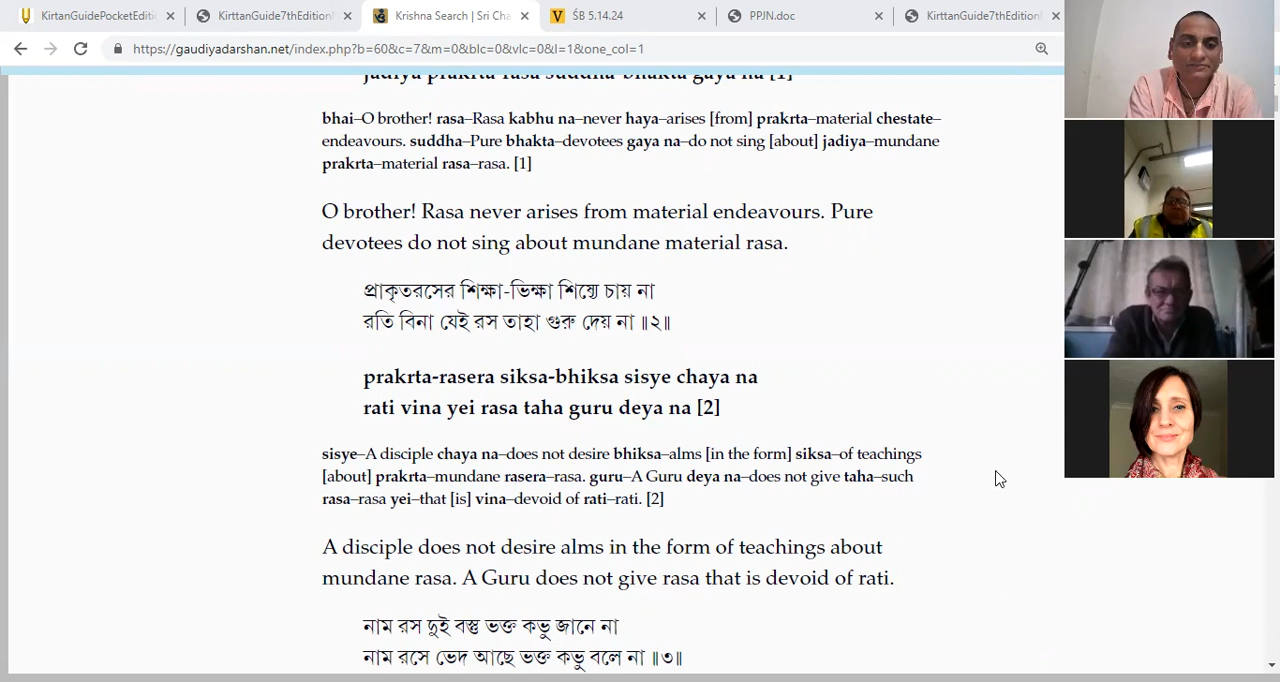 KirtanGuidePocketEditi
KirttanGuide7thEdition
Krishna Search | Sri Cha
ŚB 5.14.24
PPJN.doc
KirttanGuide7thEdition
https://gaudiyadarshan.net/index.php?b=60&c=7&m=0&blc=0&vlc=0&l=1&one_col=1
jadiya prakrta rasa suddha-bhakta gaya na [1]
bhai–O brother! rasa–Rasa kabhu na–never haya–arises [from] prakrta–material chestate–
endeavours. suddha–Pure bhakta–devotees gaya na–do not sing [about] jadiya–mundane
prakrta–material rasa–rasa. [1]
O brother! Rasa never arises from material endeavours. Pure
devotees do not sing about mundane material rasa.
প্রাকৃতরসের শিক্ষা-ভিক্ষা শিষ্যে চায় না
রতি বিনা যেই রস তাহা গুরু দেয় না ॥২॥
prakrta-rasera siksa-bhiksa sisye chaya na
rati vina yei rasa taha guru deya na [2]
sisye–A disciple chaya na–does not desire bhiksa–alms [in the form] siksa–of teachings
[about] prakrta–mundane rasera–rasa. guru–A Guru deya na–does not give taha–such
rasa–rasa yei–that [is] vina–devoid of rati–rati. [2]
A disciple does not desire alms in the form of teachings about
mundane rasa. A Guru does not give rasa that is devoid of rati.
নাম রস দুই বস্তু ভক্ত কভু জানে না
নাম রসে ভেদ আছে ভক্ত কভু বলে না ॥৩॥